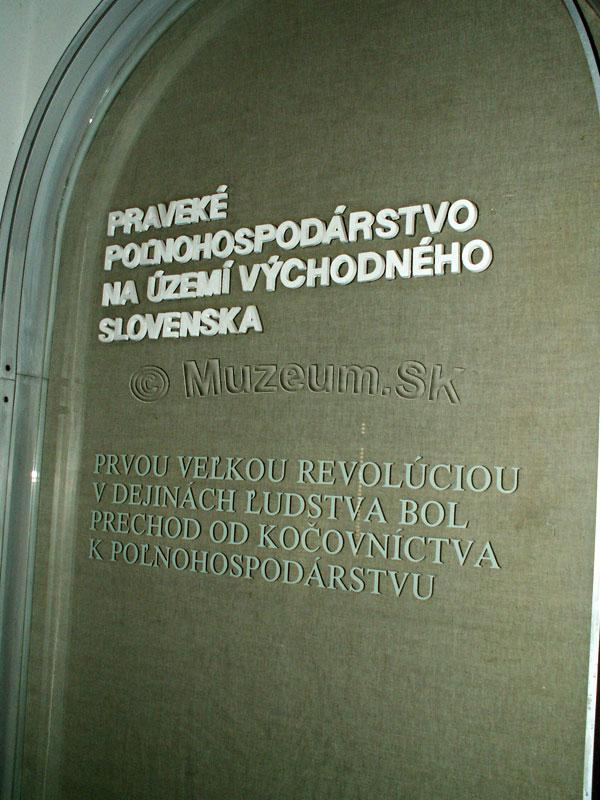 PRAVEKÉ
POĽNOHOSPODÁRSTVO
NA ÚZEMÍ VÝCHODNÉHO
SLOVENSKA
© Muzeum.Sk
PRVOU VEĽKOU REVOLÚCIOU
V DEJINÁCH ĽUDSTVA BOL
PRECHOD OD KOČOVNÍCTVA
K POĽNOHOSPODÁRSTVU